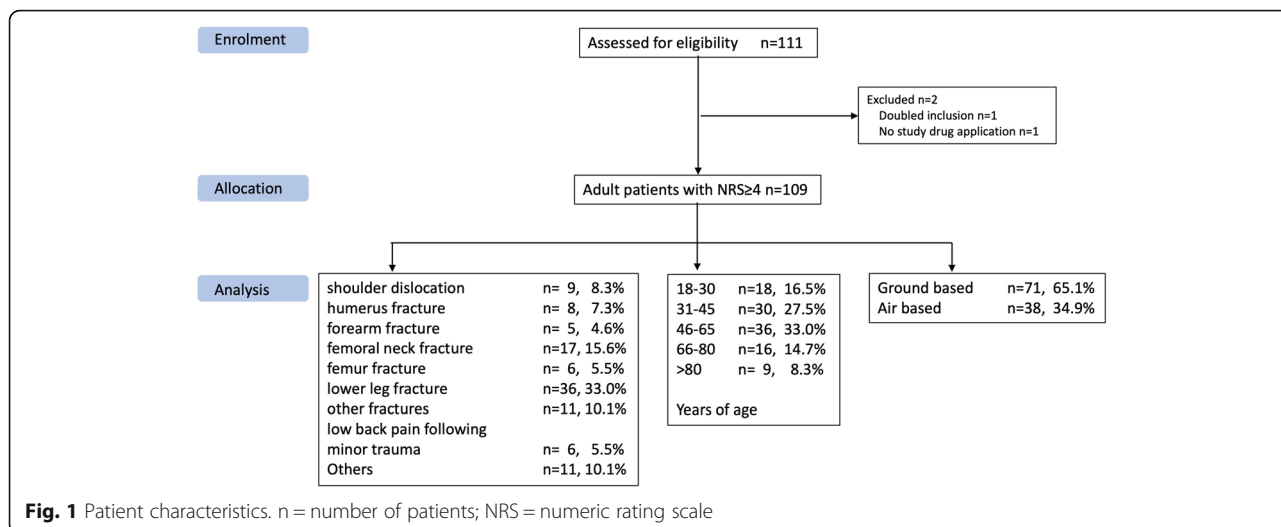 Enrolment
Assessed for eligibility n=111
Excluded n=2
Doubled inclusion n=1
No study drug application n=1
Allocation
Adult patients with NRS≥4 n=109
Analysis
shoulder dislocation n= 9, 8.3%
humerus fracture n= 8, 7.3%
forearm fracture n= 5, 4.6%
femoral neck fracture n=17, 15.6%
femur fracture n= 6, 5.5%
lower leg fracture n=36, 33.0%
other fractures n=11, 10.1%
low back pain following
minor trauma n= 6, 5.5%
Others n=11, 10.1%
18-30 n=18, 16.5%
31-45 n=30, 27.5%
46-65 n=36, 33.0%
66-80 n=16, 14.7%
>80 n= 9, 8.3%
Years of age
Ground based n=71, 65.1%
Air based n=38, 34.9%
Fig. 1 Patient characteristics. n = number of patients; NRS = numeric rating scale